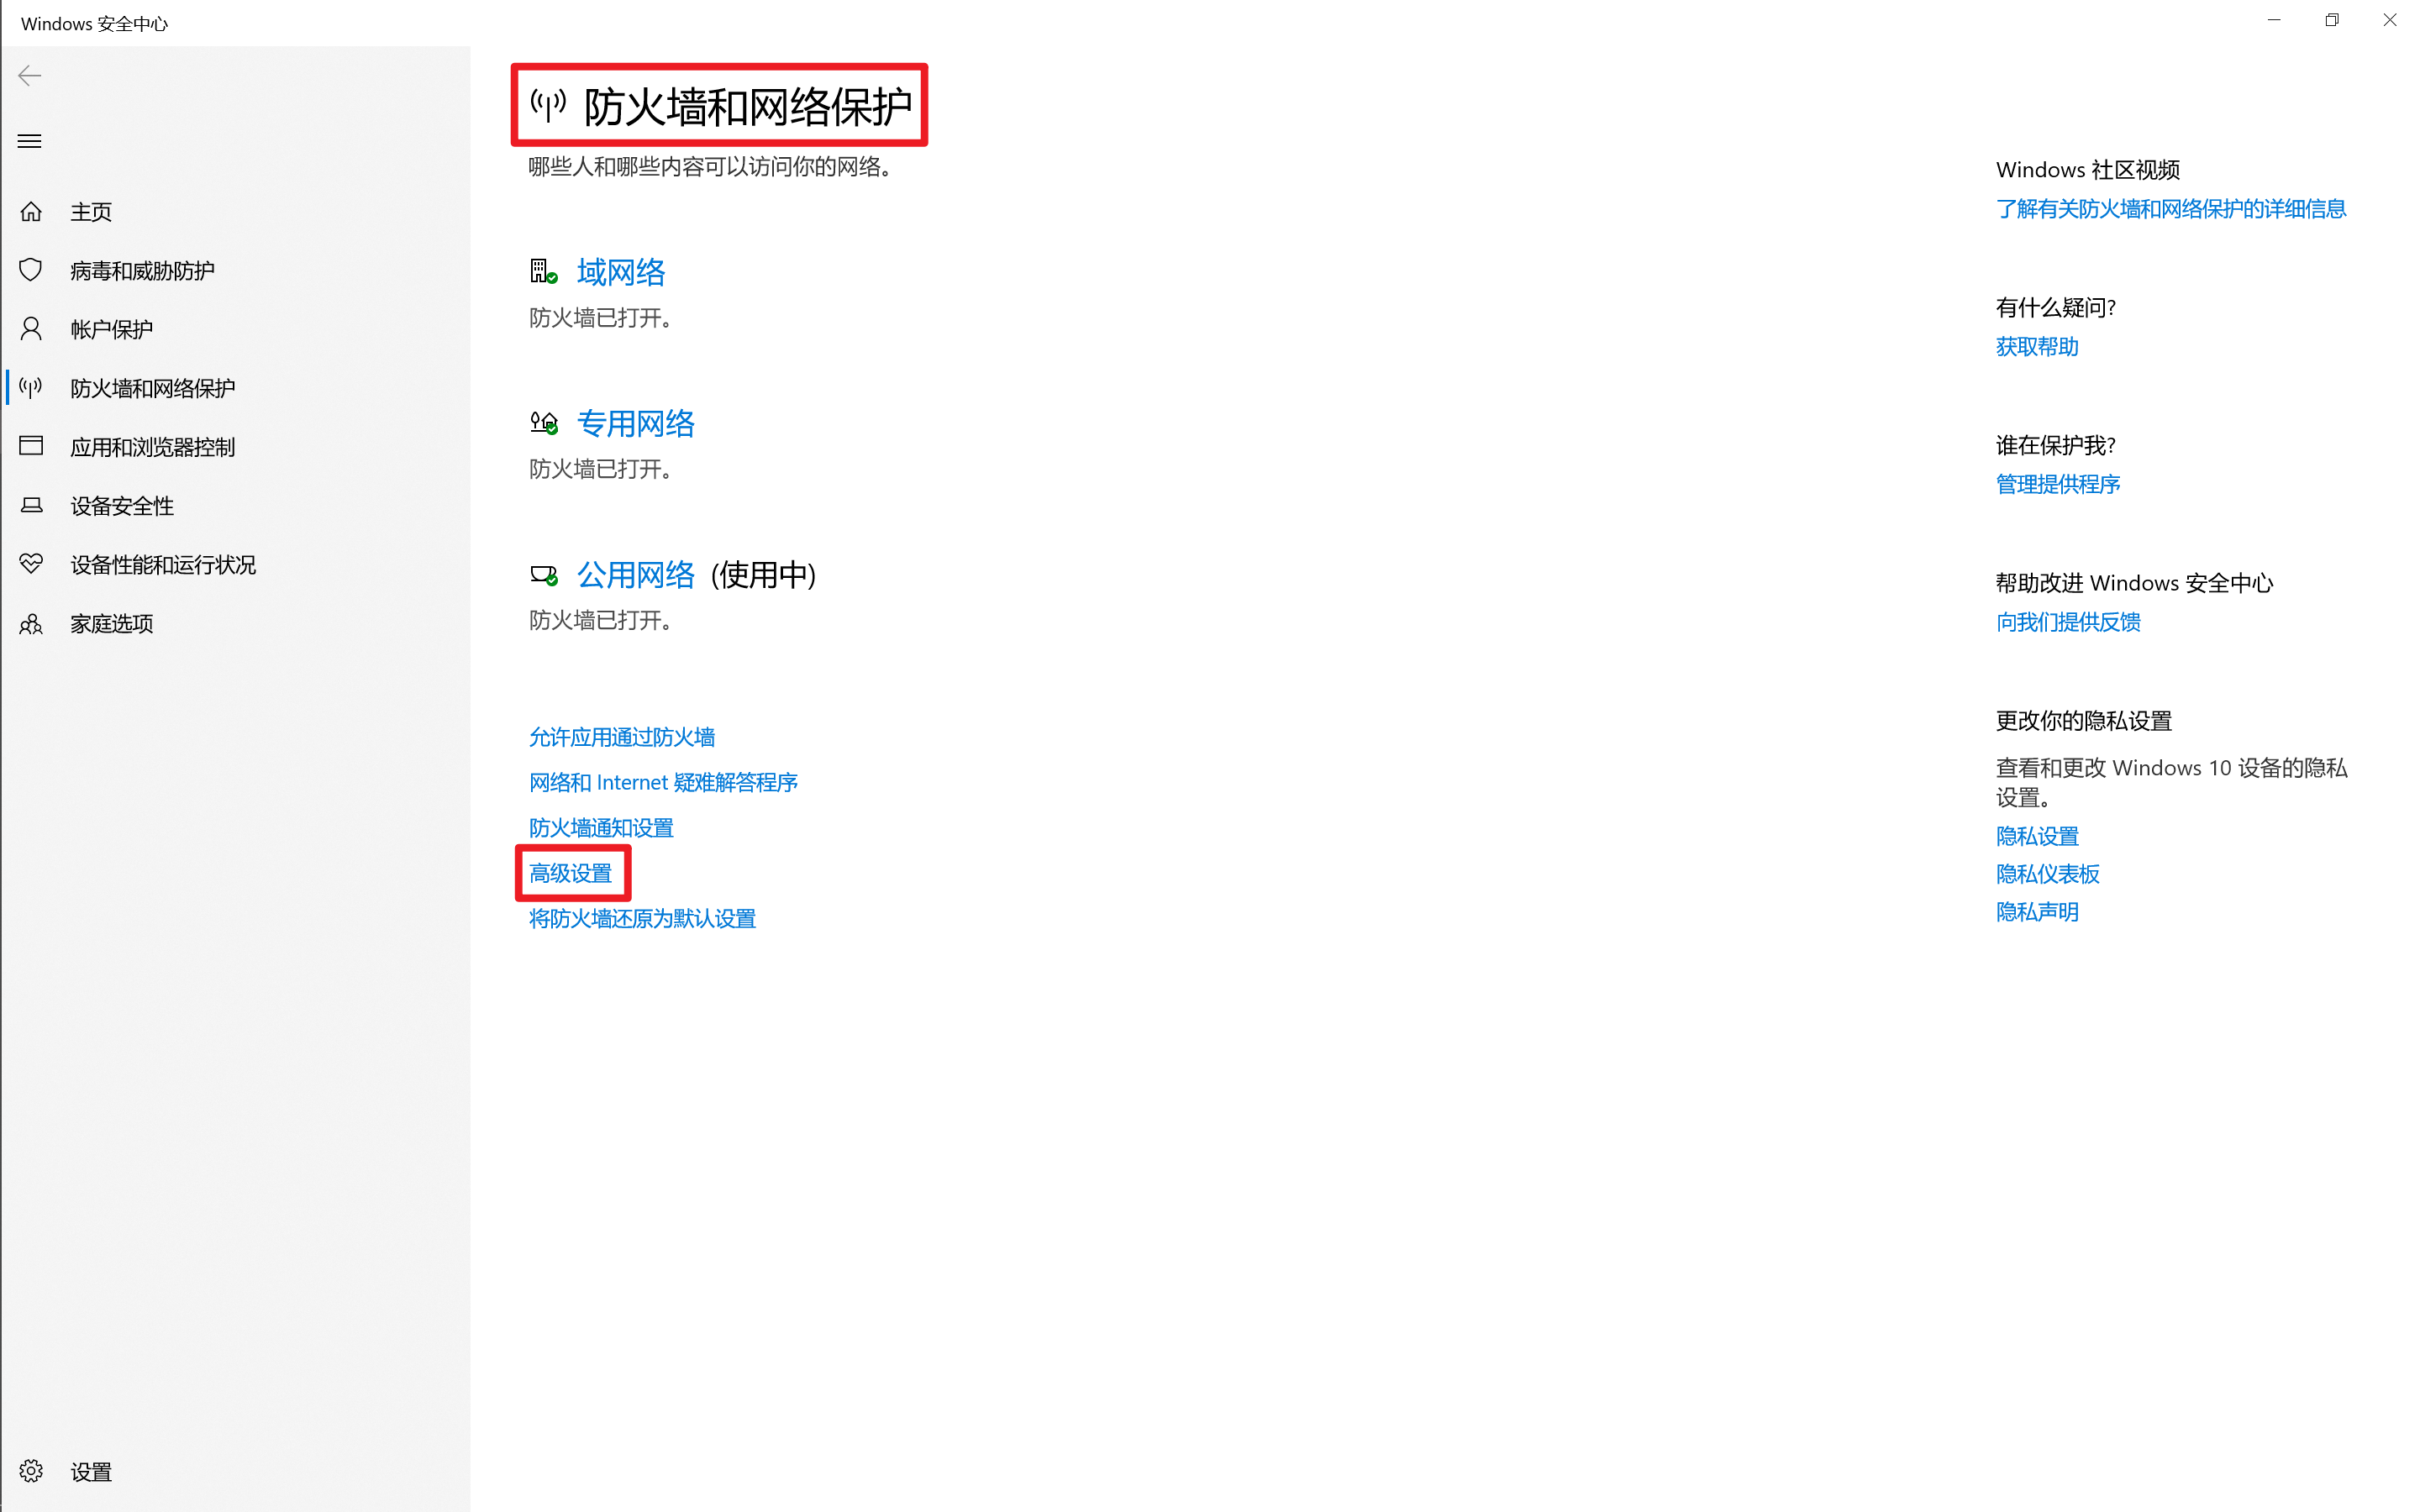 Windows 安全中心
主页
病毒和威胁防护
帐户保护
防火墙和网络保护
应用和浏览器控制
设备安全性
设备性能和运行状况
家庭选项
设置
防火墙和网络保护
哪些人和哪些内容可以访问你的网络。
域网络
防火墙已打开。
专用网络
防火墙已打开。
公用网络 (使用中)
防火墙已打开。
允许应用通过防火墙
网络和 Internet 疑难解答程序
防火墙通知设置
高级设置
将防火墙还原为默认设置
Windows 社区视频
了解有关防火墙和网络保护的详细信息
有什么疑问?
获取帮助
谁在保护我?
管理提供程序
帮助改进 Windows 安全中心
向我们提供反馈
更改你的隐私设置
查看和更改 Windows 10 设备的隐私
设置。
隐私设置
隐私仪表板
隐私声明